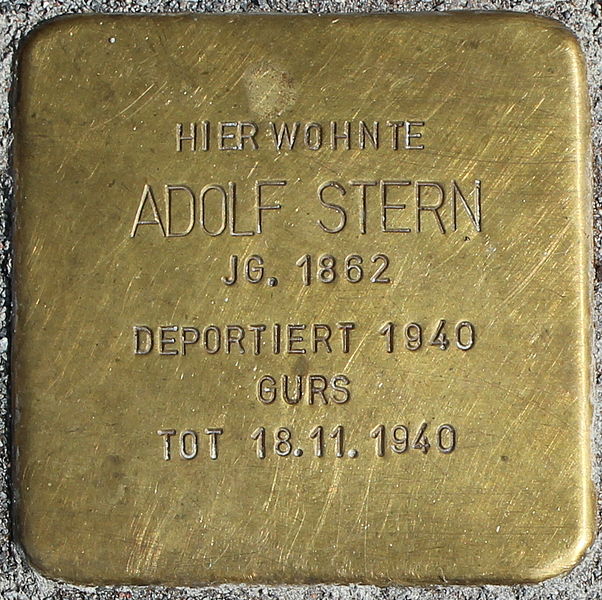 HIER WOHNTE
ADOLF STERN
JG. 1862
DEPORTIERT 1940
GURS
TOT 18.11.1940